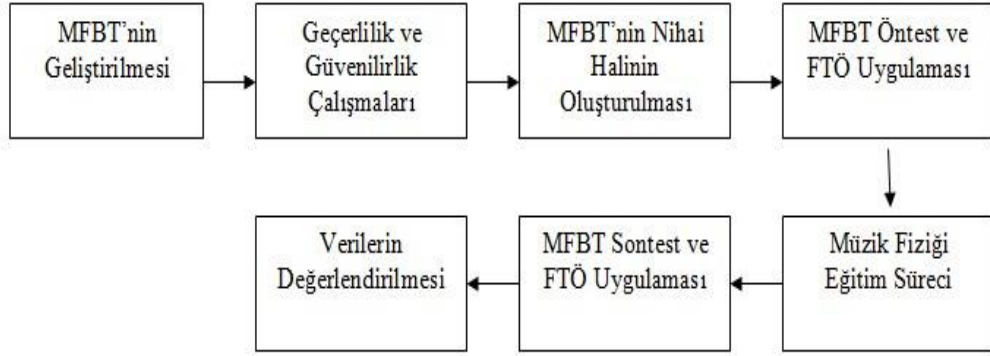 MFBT’nin
Geliştirilmesi
Geçerlilik ve
Güvenilirlik
Çalışmaları
MFBT’nin Nihai
Halinin
Oluşturulması
MFBT Öntest ve
FTÖ Uygulaması
Müzik Fiziği
Eğitim Süreci
MFBT Sontest ve
FTÖ Uygulaması
Verilerin
Değerlendirilmesi